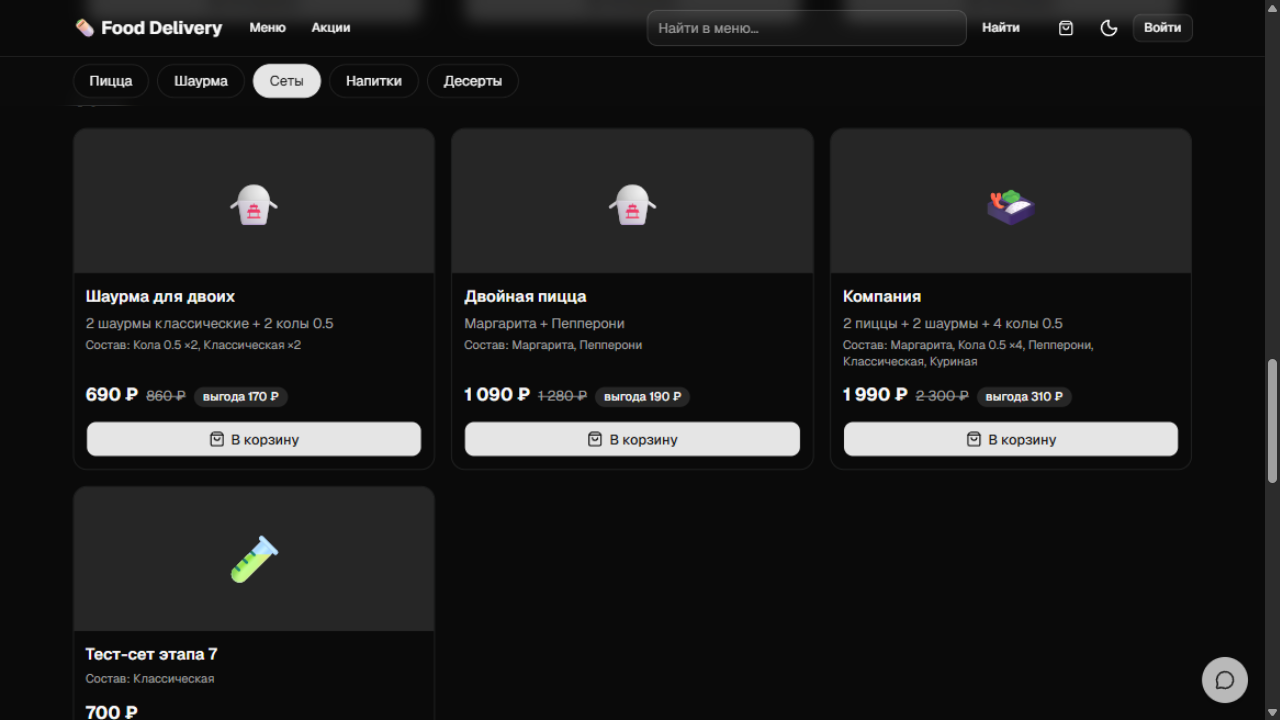 Food Delivery
Меню
Акции
Найти в меню...
Найти
Войти
Пицца
Шаурма
Сеты
Напитки
Десерты
Шаурма для двоих
2 шаурмы классические + 2 колы 0.5
Состав: Кола 0.5 ×2, Классическая ×2
690 ₽ 860 ₽ выгода 170 ₽
В корзину
Двойная пицца
Маргарита + Пепперони
Состав: Маргарита, Пепперони
1 090 ₽ 1 280 ₽ выгода 190 ₽
В корзину
Компания
2 пиццы + 2 шаурмы + 4 колы 0.5
Состав: Маргарита, Кола 0.5 ×4, Пепперони,
Классическая, Куриная
1 990 ₽ 2 300 ₽ выгода 310 ₽
В корзину
Тест-сет этапа 7
Состав: Классическая
700 ₽